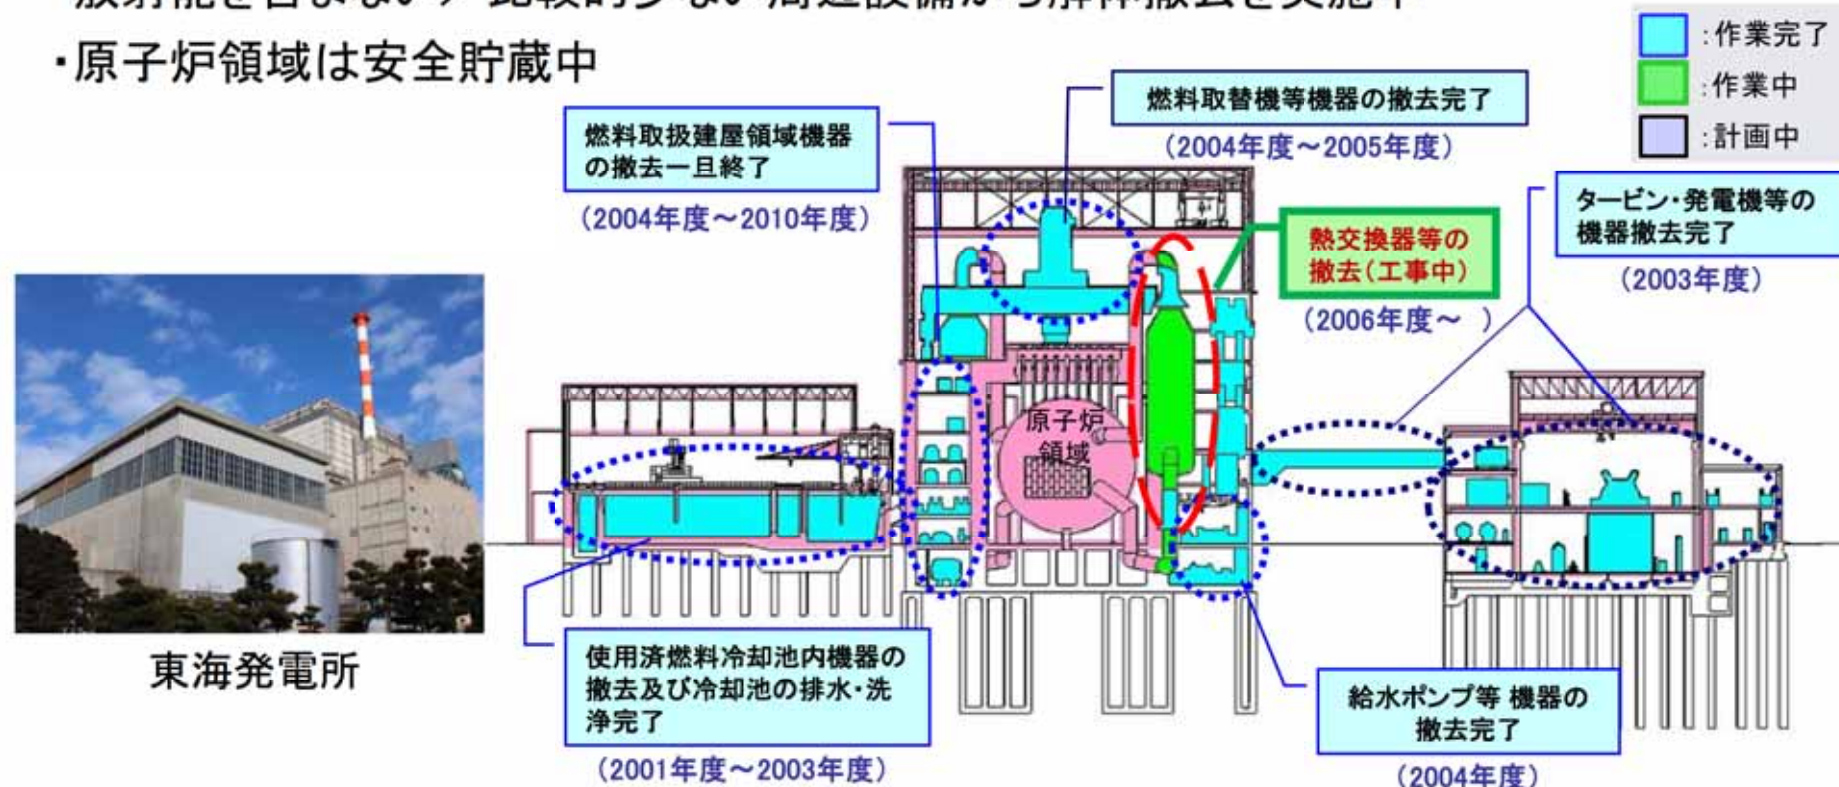 ・原子炉領域は安全貯蔵中
:作業完了
:作業中
:計画中
燃料取替機等機器の撤去完了
(2004年度～2005年度)
燃料取扱建屋領域機器
の撤去一旦終了
(2004年度～2010年度)
タービン・発電機等の
機器撤去完了
(2003年度)
熱交換器等の
撤去(工事中)
(2006年度～ )
原子炉
領域
東海発電所
使用済燃料冷却池内機器の
撤去及び冷却池の排水・洗
浄完了
(2001年度～2003年度)
給水ポンプ等 機器の
撤去完了
(2004年度)